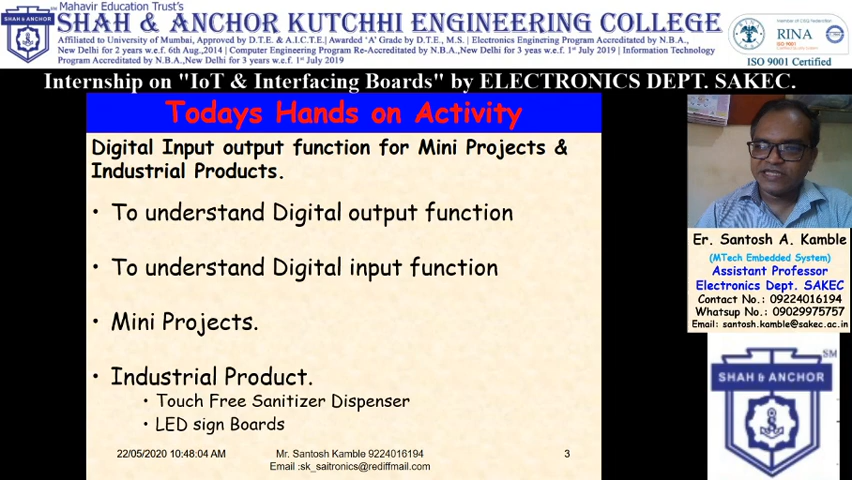 Mahavir Education Trust's
SHAH & ANCHOR KUTCHHI ENGINEERING COLLEGE
Affiliated to University of Mumbai, Approved by D.T.E. & A.I.C.T.E.| Awarded 'A' Grade by D.T.E., M.S. | Electronics Engineering Program Accredited by N.B.A.,
New Delhi for 2 years w.e.f. 6th Aug.,2014 | Computer Engineering Program Re-Accredited by N.B.A.,New Delhi for 3 yeas w.e.f. 1st July 2019 | Information Technology
Program Accredited by N.B.A., New Delhi for 3 years w.e.f. 1st July 2019
RINA
ISO 9001
ISO 9001 Certified
Internship on "IoT & Interfacing Boards" by ELECTRONICS DEPT. SAKEC.
Todays Hands on Activity
Digital Input output function for Mini Projects &
Industrial Products.
• To understand Digital output function
• To understand Digital input function
• Mini Projects.
• Industrial Product.
• Touch Free Sanitizer Dispenser
• LED sign Boards
22/05/2020 10:48:04 AM
Mr. Santosh Kamble 9224016194
Email :sk_saitronics@rediffmail.com
3
Er. Santosh A. Kamble
(MTech Embedded System)
Assistant Professor
Electronics Dept. SAKEC
Contact No.: 09224016194
Whatsup No.: 09029975757
Email: santosh.kamble@sakec.ac.in
SM
SHAH & ANCHOR